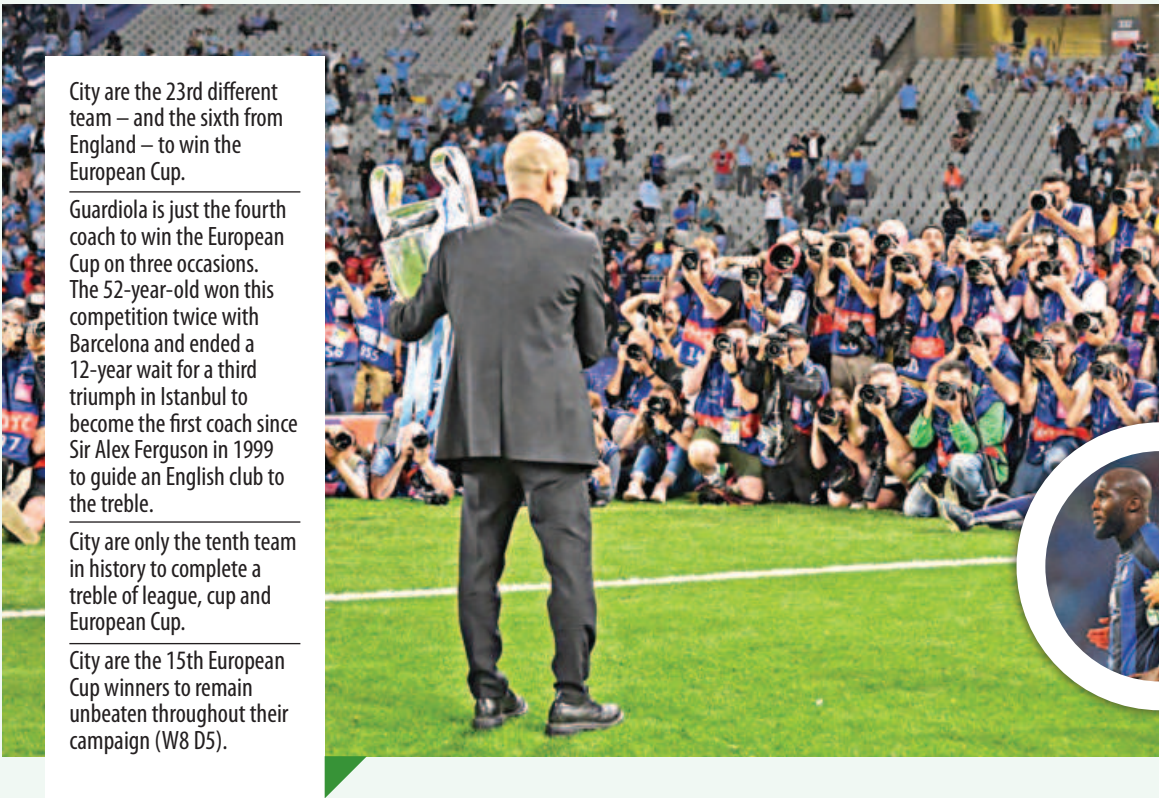 City are the 23rd different
team – and the sixth from
England – to win the
European Cup.
Guardiola is just the fourth
coach to win the European
Cup on three occasions.
The 52-year-old won this
competition twice with
Barcelona and ended a
12-year wait for a third
triumph in Istanbul to
become the first coach since
Sir Alex Ferguson in 1999
to guide an English club to
the treble.
City are only the tenth team
in history to complete a
treble of league, cup and
European Cup.
City are the 15th European
Cup winners to remain
unbeaten throughout their
campaign (W8 D5).
332
155